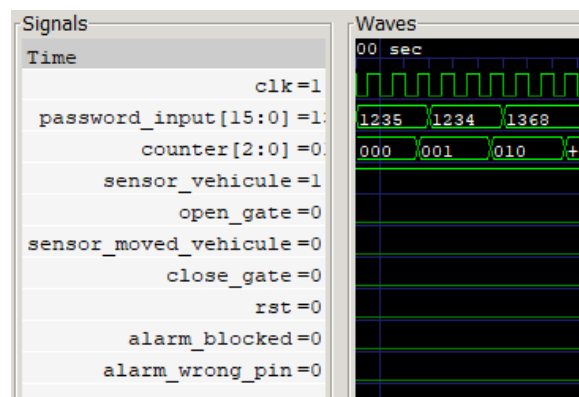 Signals
Waves
Time
00 sec
clk=1
password_input[15:0]=1
1235 1234 1368
counter[2:0]=0
000 001 010 +
sensor_vehicule=1
open_gate=0
sensor_moved_vehicule=0
close_gate=0
rst=0
alarm_blocked=0
alarm_wrong_pin=0